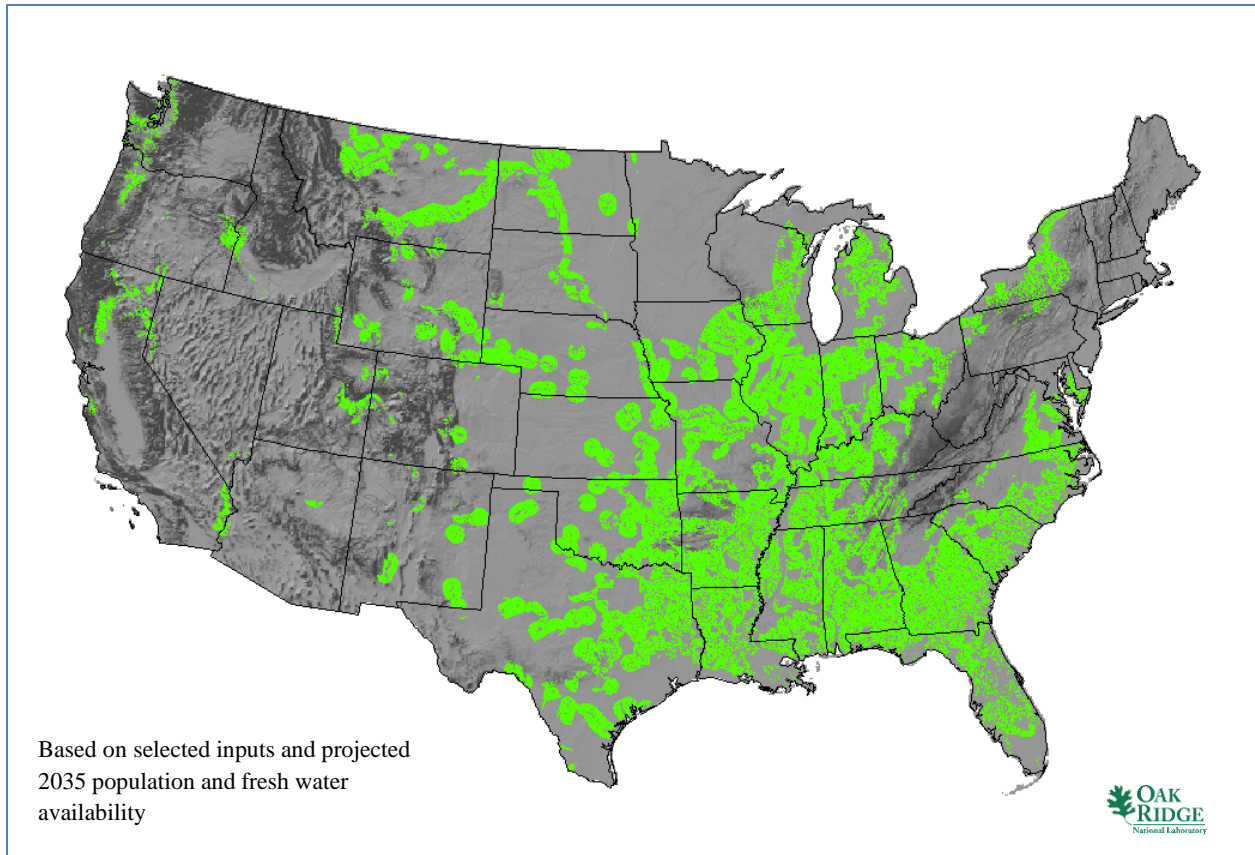 Based on selected inputs and projected
2035 population and fresh water
availability
OAK
RIDGE
National Laboratory